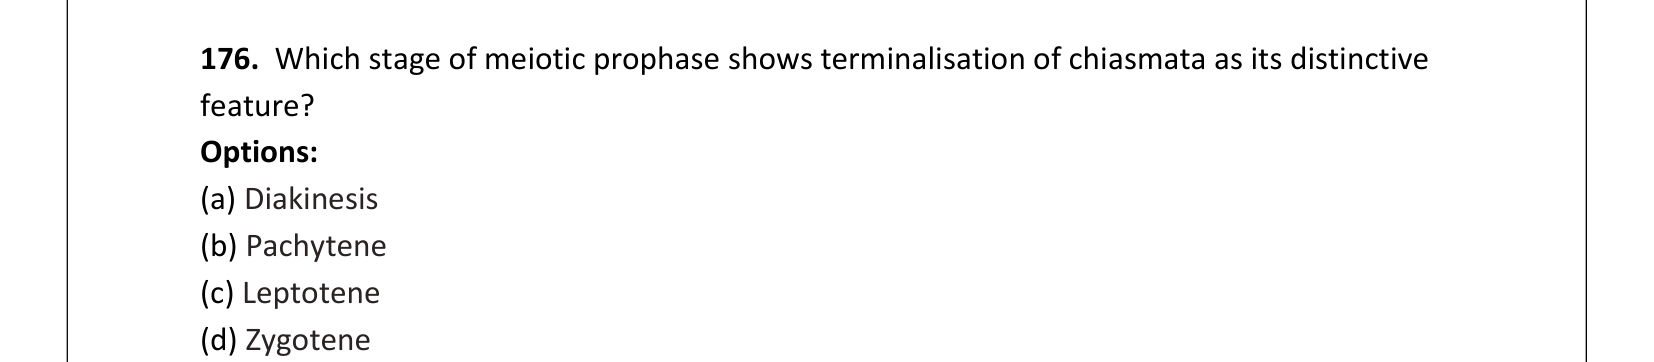 176. Which stage of meiotic prophase shows terminalisation of chiasmata as its distinctive
feature?
Options:
(a) Diakinesis
(b) Pachytene
(c) Leptotene
(d) Zygotene